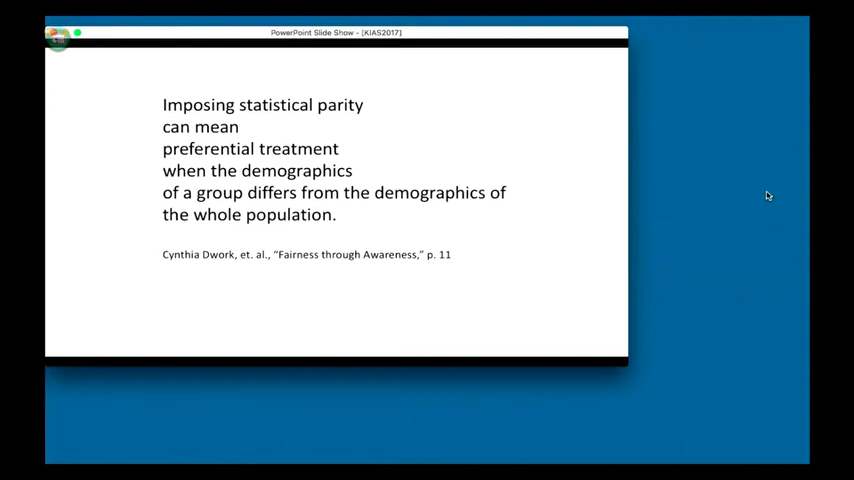 PowerPoint Slide Show - [KIAS2017]
Imposing statistical parity
can mean
preferential treatment
when the demographics
of a group differs from the demographics of
the whole population.
Cynthia Dwork, et. al., “Fairness through Awareness,” p. 11